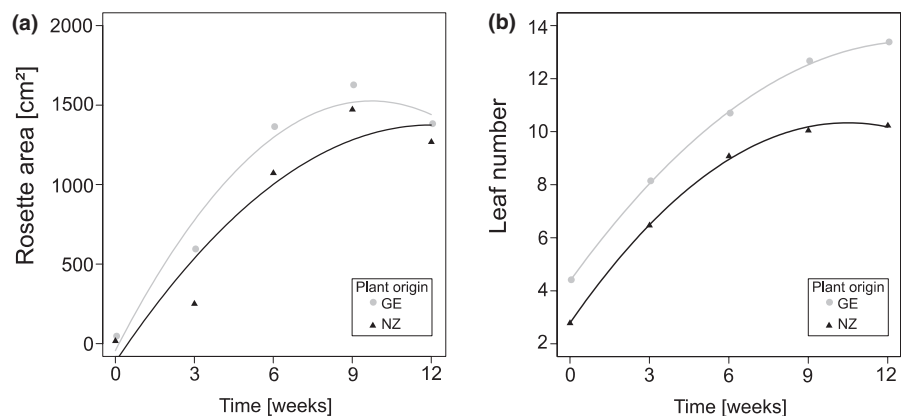 (a)
Rosette area [cm²]
2000
1500
1000
500
0
0 3 6 9 12
Time [weeks]
Plant origin
GE
NZ
(b)
Leaf number
14
12
10
8
6
4
2
0 3 6 9 12
Time [weeks]
Plant origin
GE
NZ